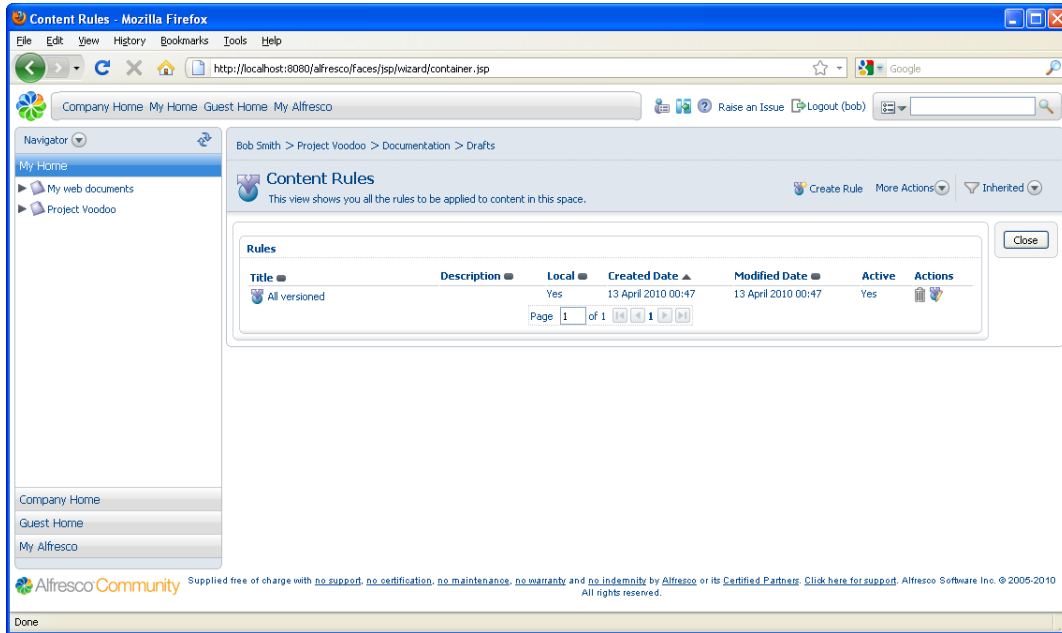 Content Rules - Mozilla Firefox
File Edit View History Bookmarks Tools Help
http://localhost:8080/alfresco/faces/jsp/wizard/container.jsp
Google
Company Home My Home Guest Home My Alfresco
Raise an Issue Logout (bob)
Navigator
My Home
My web documents
Project Voodoo
Bob Smith > Project Voodoo > Documentation > Drafts
Content Rules
This view shows you all the rules to be applied to content in this space.
Create Rule More Actions Inherited
Close
Rules
Title Description Local Created Date Modified Date Active Actions
All versioned Yes 13 April 2010 00:47 13 April 2010 00:47 Yes
Page 1 of 1 1
Company Home
Guest Home
My Alfresco
Alfresco Community
Supplied free of charge with no support, no certification, no maintenance, no warranty and no indemnity by Alfresco or its Certified Partners. Click here for support. Alfresco Software Inc. © 2005-2010
All rights reserved.
Done